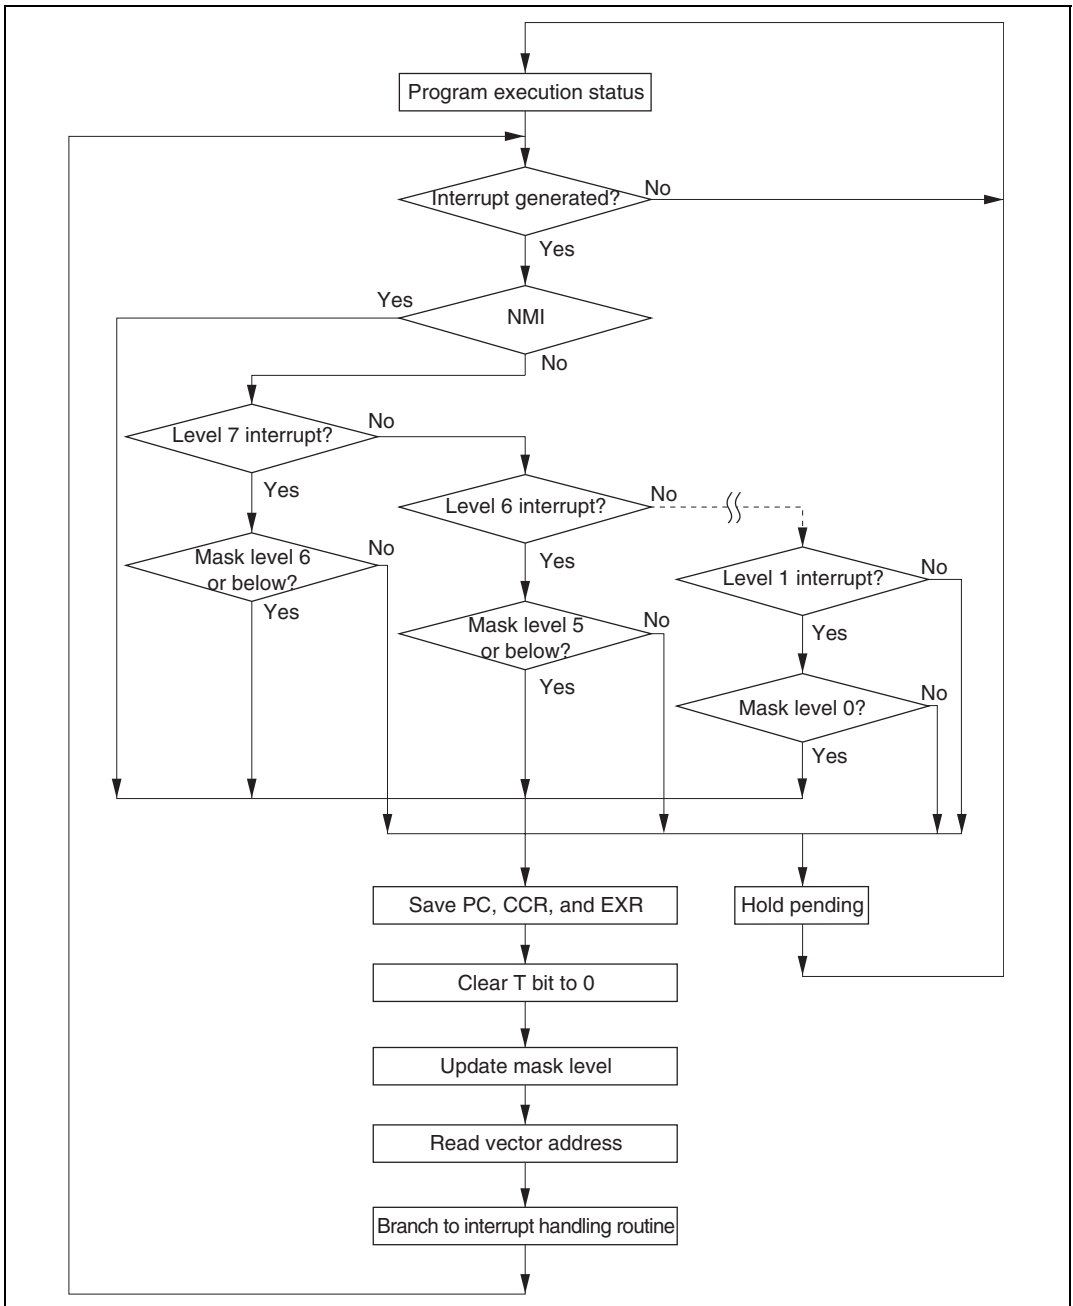 Program execution status
Interrupt generated?
No
Yes
Yes
NMI
No
Level 7 interrupt?
No
Yes
Level 6 interrupt?
No
Mask level 6
or below?
No
Yes
Level 1 interrupt?
No
Yes
Mask level 5
or below?
No
Yes
Yes
Mask level 0?
No
Yes
Save PC, CCR, and EXR
Hold pending
Clear T bit to 0
Update mask level
Read vector address
Branch to interrupt handling routine